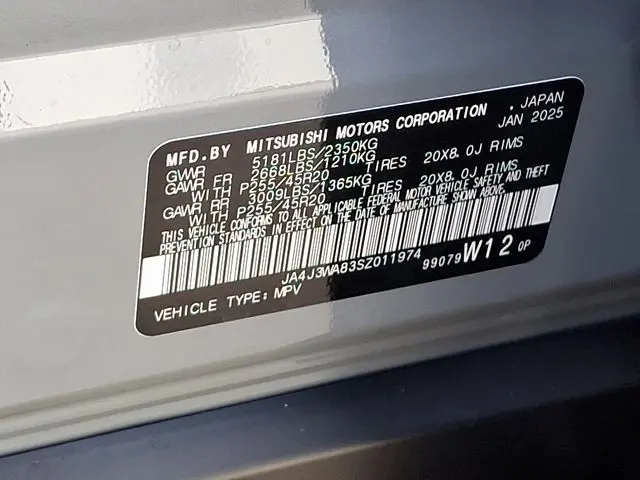 MFD.BY MITSUBISHI MOTORS CORPORATION , JAPAN
JAN 2025
GVWR 5181LBS/2350KG
GAWR FR 2668LBS/1210KG
WITH P255/45R20 TIRES 20X8.0J RIMS
GAWR RR 3009LBS/1365KG
WITH P255/45R20 TIRES 20X8.0J RIMS
THIS VEHICLE CONFORMS TO ALL APPLICABLE FEDERAL MOTOR VEHICLE SAFETY AND THEFT
PREVENTION STANDARDS IN EFFECT ON THE DATE OF MANUFACTURE SHOWN ABOVE.
JA4J3WA83SZ011974
99079 W12 0P
VEHICLE TYPE: MPV